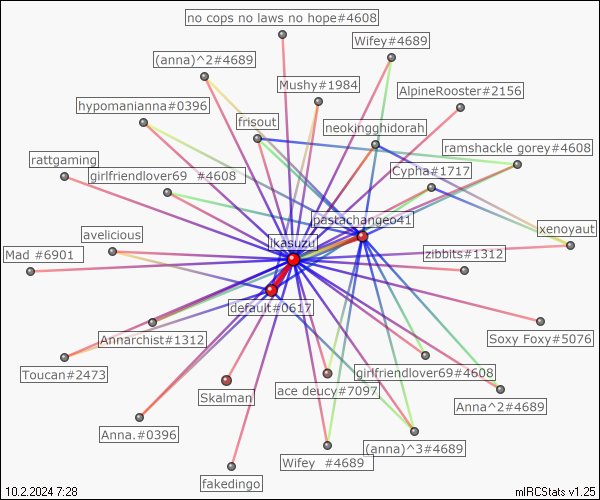 no cops no laws no hope#4608
Wifey#4689
(anna)^2#4689
Mushy#1984
AlpineRooster#2156
hypomanianna#0396
frisout
neokingghidorah
ramshackle gorey#4608
rattgaming
girlfriendlover69 #4608
Cypha#1717
pastachangeo41
avelicious
ikasuzu
xenoyaut
Mad #6901
zibbits#1312
default#0617
Annarchist#1312
Soxy Foxy#5076
Toucan#2473
girlfriendlover69#4608
Skalman
ace deucy#7097
Anna^2#4689
Anna.#0396
(anna)^3#4689
Wifey #4689
fakedingo
10.2.2024 7:28
mIRCStats v1.25